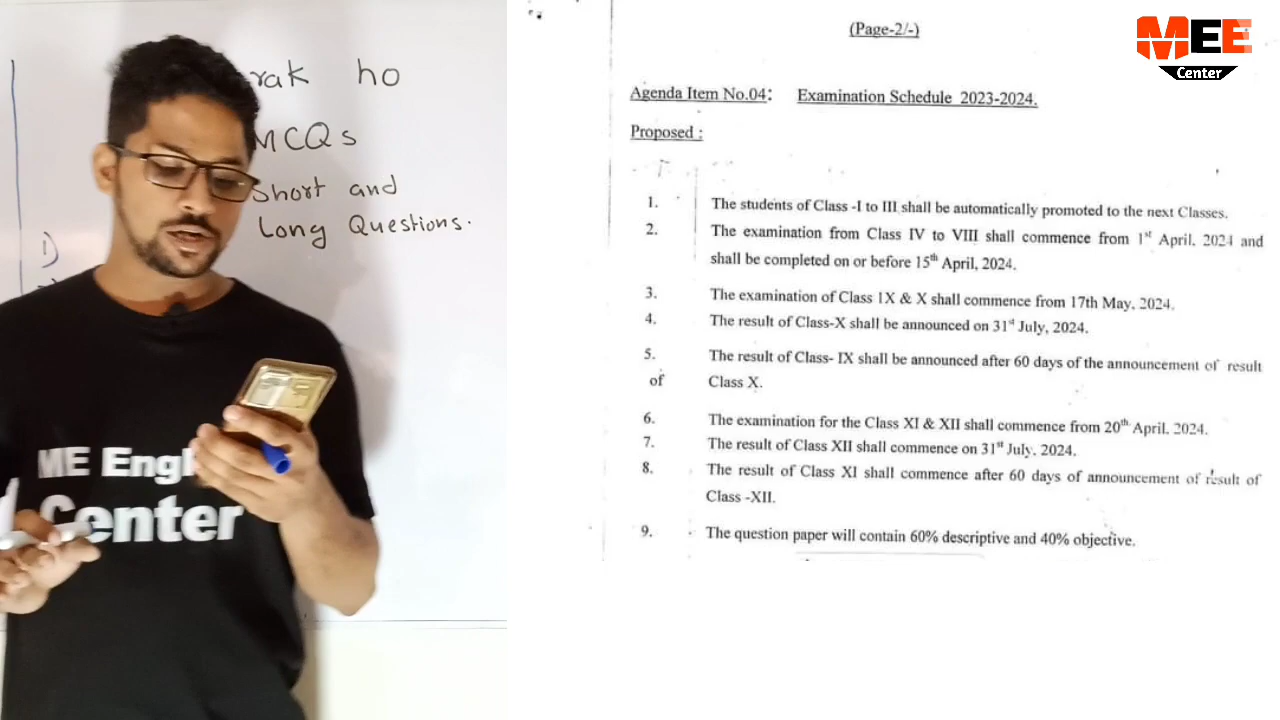 rak ho
MCQs
Short and
Long Questions.
1)
ME Engl
Center
MEE
Center
(Page-2/-)
Agenda Item No.04: Examination Schedule 2023-2024.
Proposed :
1. The students of Class -I to III shall be automatically promoted to the next Classes.
2. The examination from Class IV to VIII shall commence from 1st April, 2024 and
shall be completed on or before 15th April, 2024.
3. The examination of Class IX & X shall commence from 17th May, 2024.
4. The result of Class-X shall be announced on 31st July, 2024.
5. The result of Class- IX shall be announced after 60 days of the announcement of result
of Class X.
6. The examination for the Class XI & XII shall commence from 20th April, 2024.
7. The result of Class XII shall commence on 31st July, 2024.
8. The result of Class XI shall commence after 60 days of announcement of result of
Class -XII.
9. The question paper will contain 60% descriptive and 40% objective.